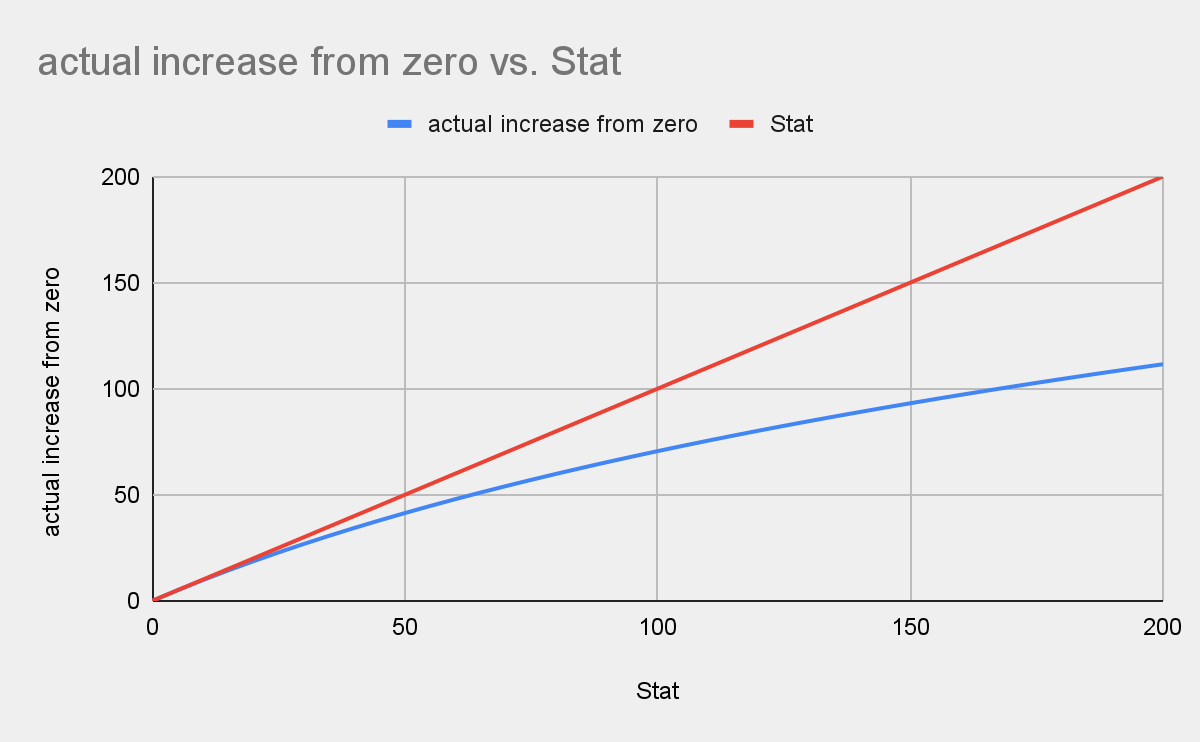 actual increase from zero vs. Stat
actual increase from zero
Stat
200
150
100
50
0
actual increase from zero
0
50
100
150
200
Stat